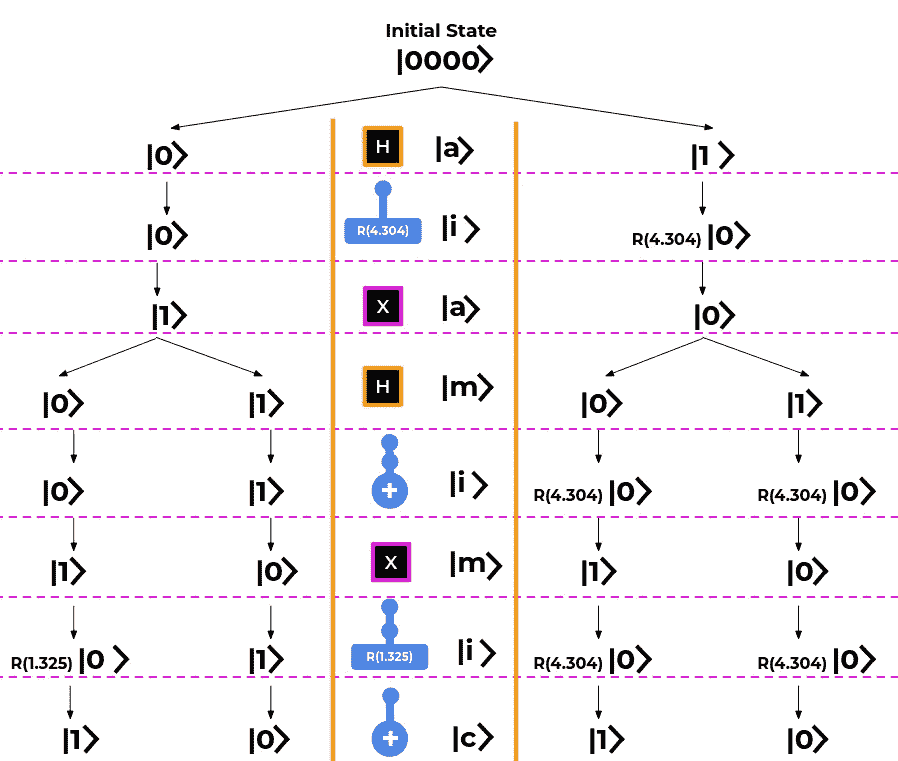 Initial State
|0000⟩
|0⟩ H |a⟩ |1 ⟩
|0⟩ R(4.304) |i ⟩ R(4.304) |0⟩
|1⟩ X |a⟩ |0⟩
|0⟩ |1⟩ H |m⟩ |0⟩ |1⟩
|0⟩ |1⟩ + |i ⟩ R(4.304) |0⟩ R(4.304) |0⟩
|1⟩ |0⟩ X |m⟩ |1⟩ |0⟩
R(1.325) |0 ⟩ |1⟩ R(1.325) |i ⟩ R(4.304) |0⟩ R(4.304) |0⟩
|1⟩ |0⟩ + |c⟩ |1⟩ |0⟩